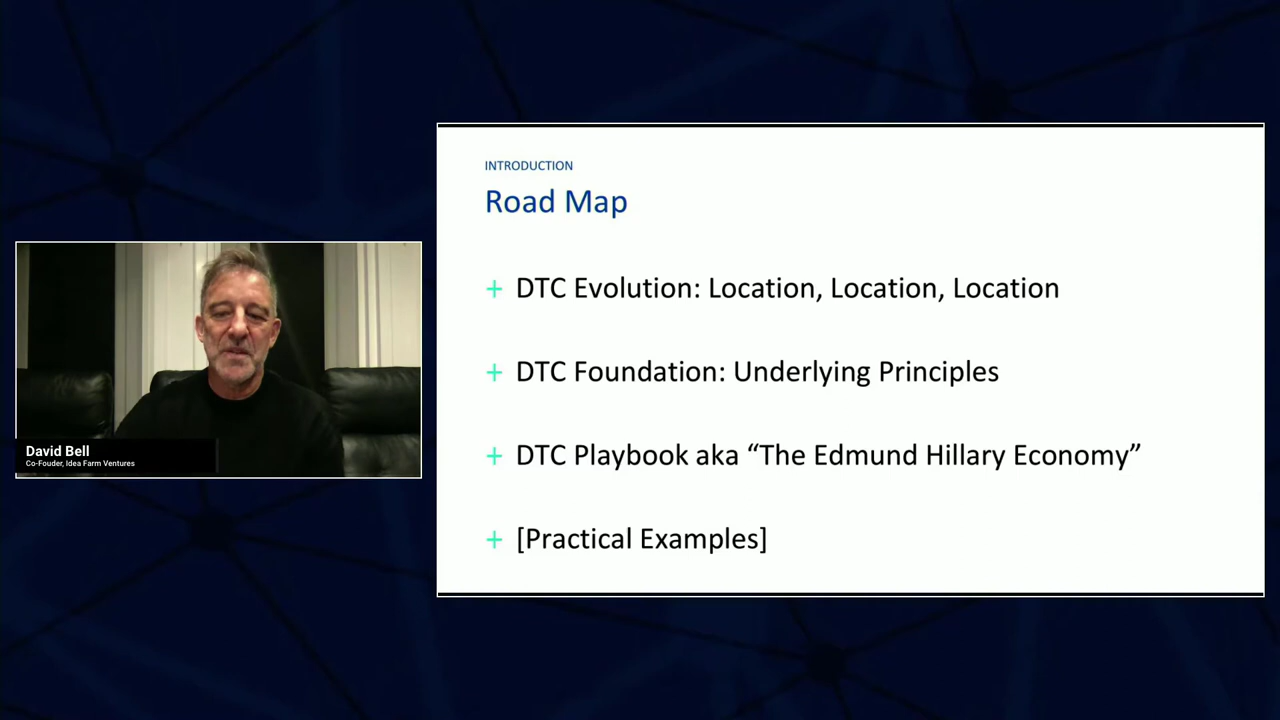 INTRODUCTION
Road Map
+ DTC Evolution: Location, Location, Location
+ DTC Foundation: Underlying Principles
+ DTC Playbook aka “The Edmund Hillary Economy”
+ [Practical Examples]
David Bell
Co-Fouder, Idea Farm Ventures